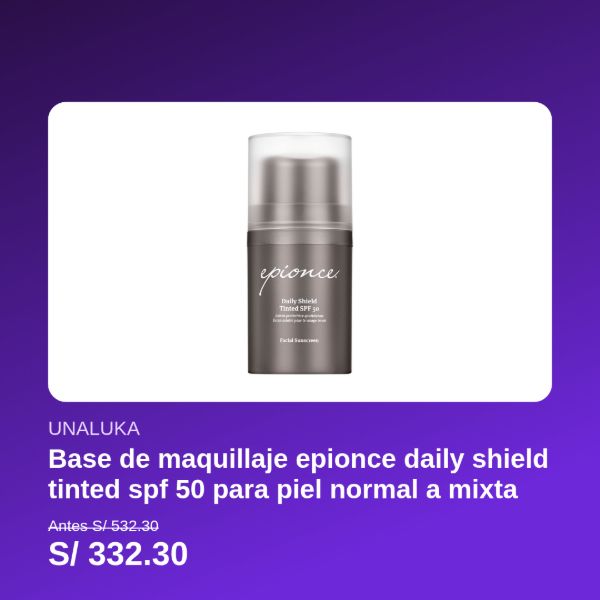 epionce.
Daily Shield
Tinted SPF 50
Facial Sunscreen
UNALUKA
Base de maquillaje epionce daily shield
tinted spf 50 para piel normal a mixta
Antes S/ 532.30
S/ 332.30